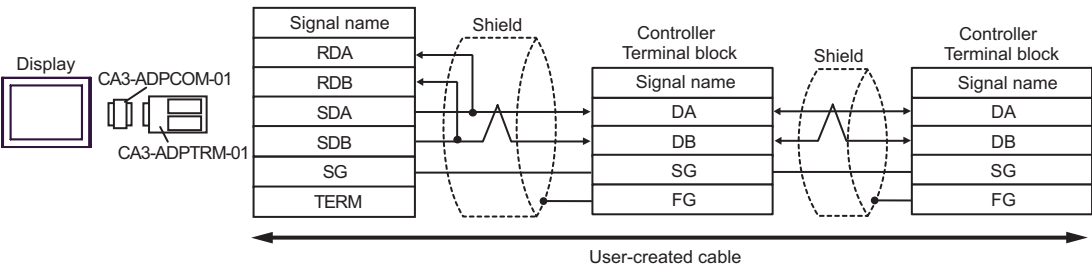 Display
CA3-ADPCOM-01
CA3-ADPTRM-01
Signal name
RDA
RDB
SDA
SDB
SG
TERM
Shield
Controller
Terminal block
Signal name
DA
DB
SG
FG
Shield
Controller
Terminal block
Signal name
DA
DB
SG
FG
User-created cable